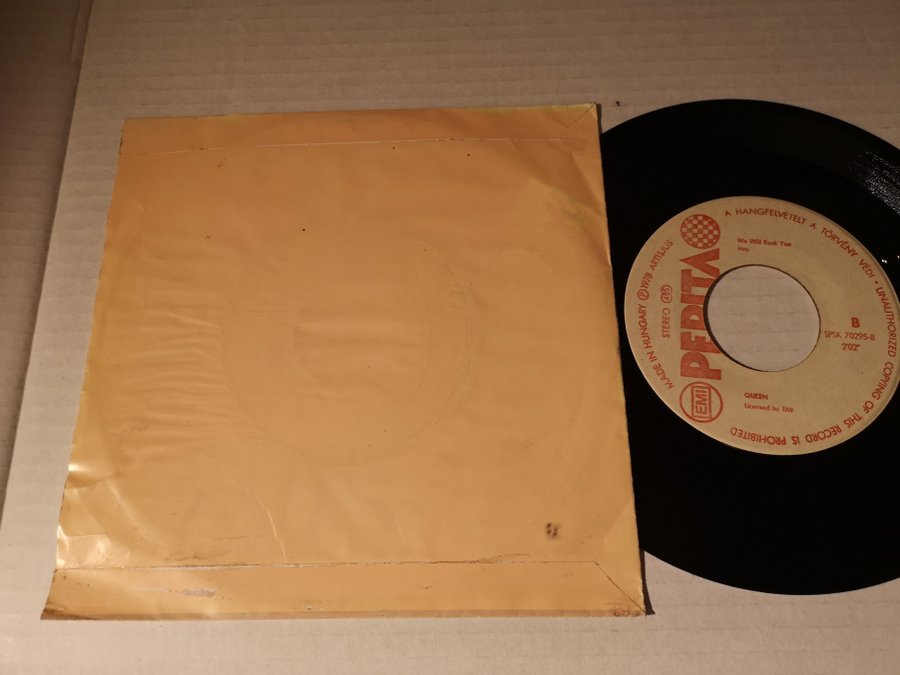 A HANGFELVÉTELT A TÖRVÉNY VÉDI • UNAUTHORIZED COPYING OF THIS RECORD IS PROHIBITED
MADE IN HUNGARY Ⓟ 1978 ARTISJUS
STEREO 45
PEPITA
EMI
We Will Rock You
May
B
SPSK 70295-B
2'02"
QUEEN
Licensed by EMI